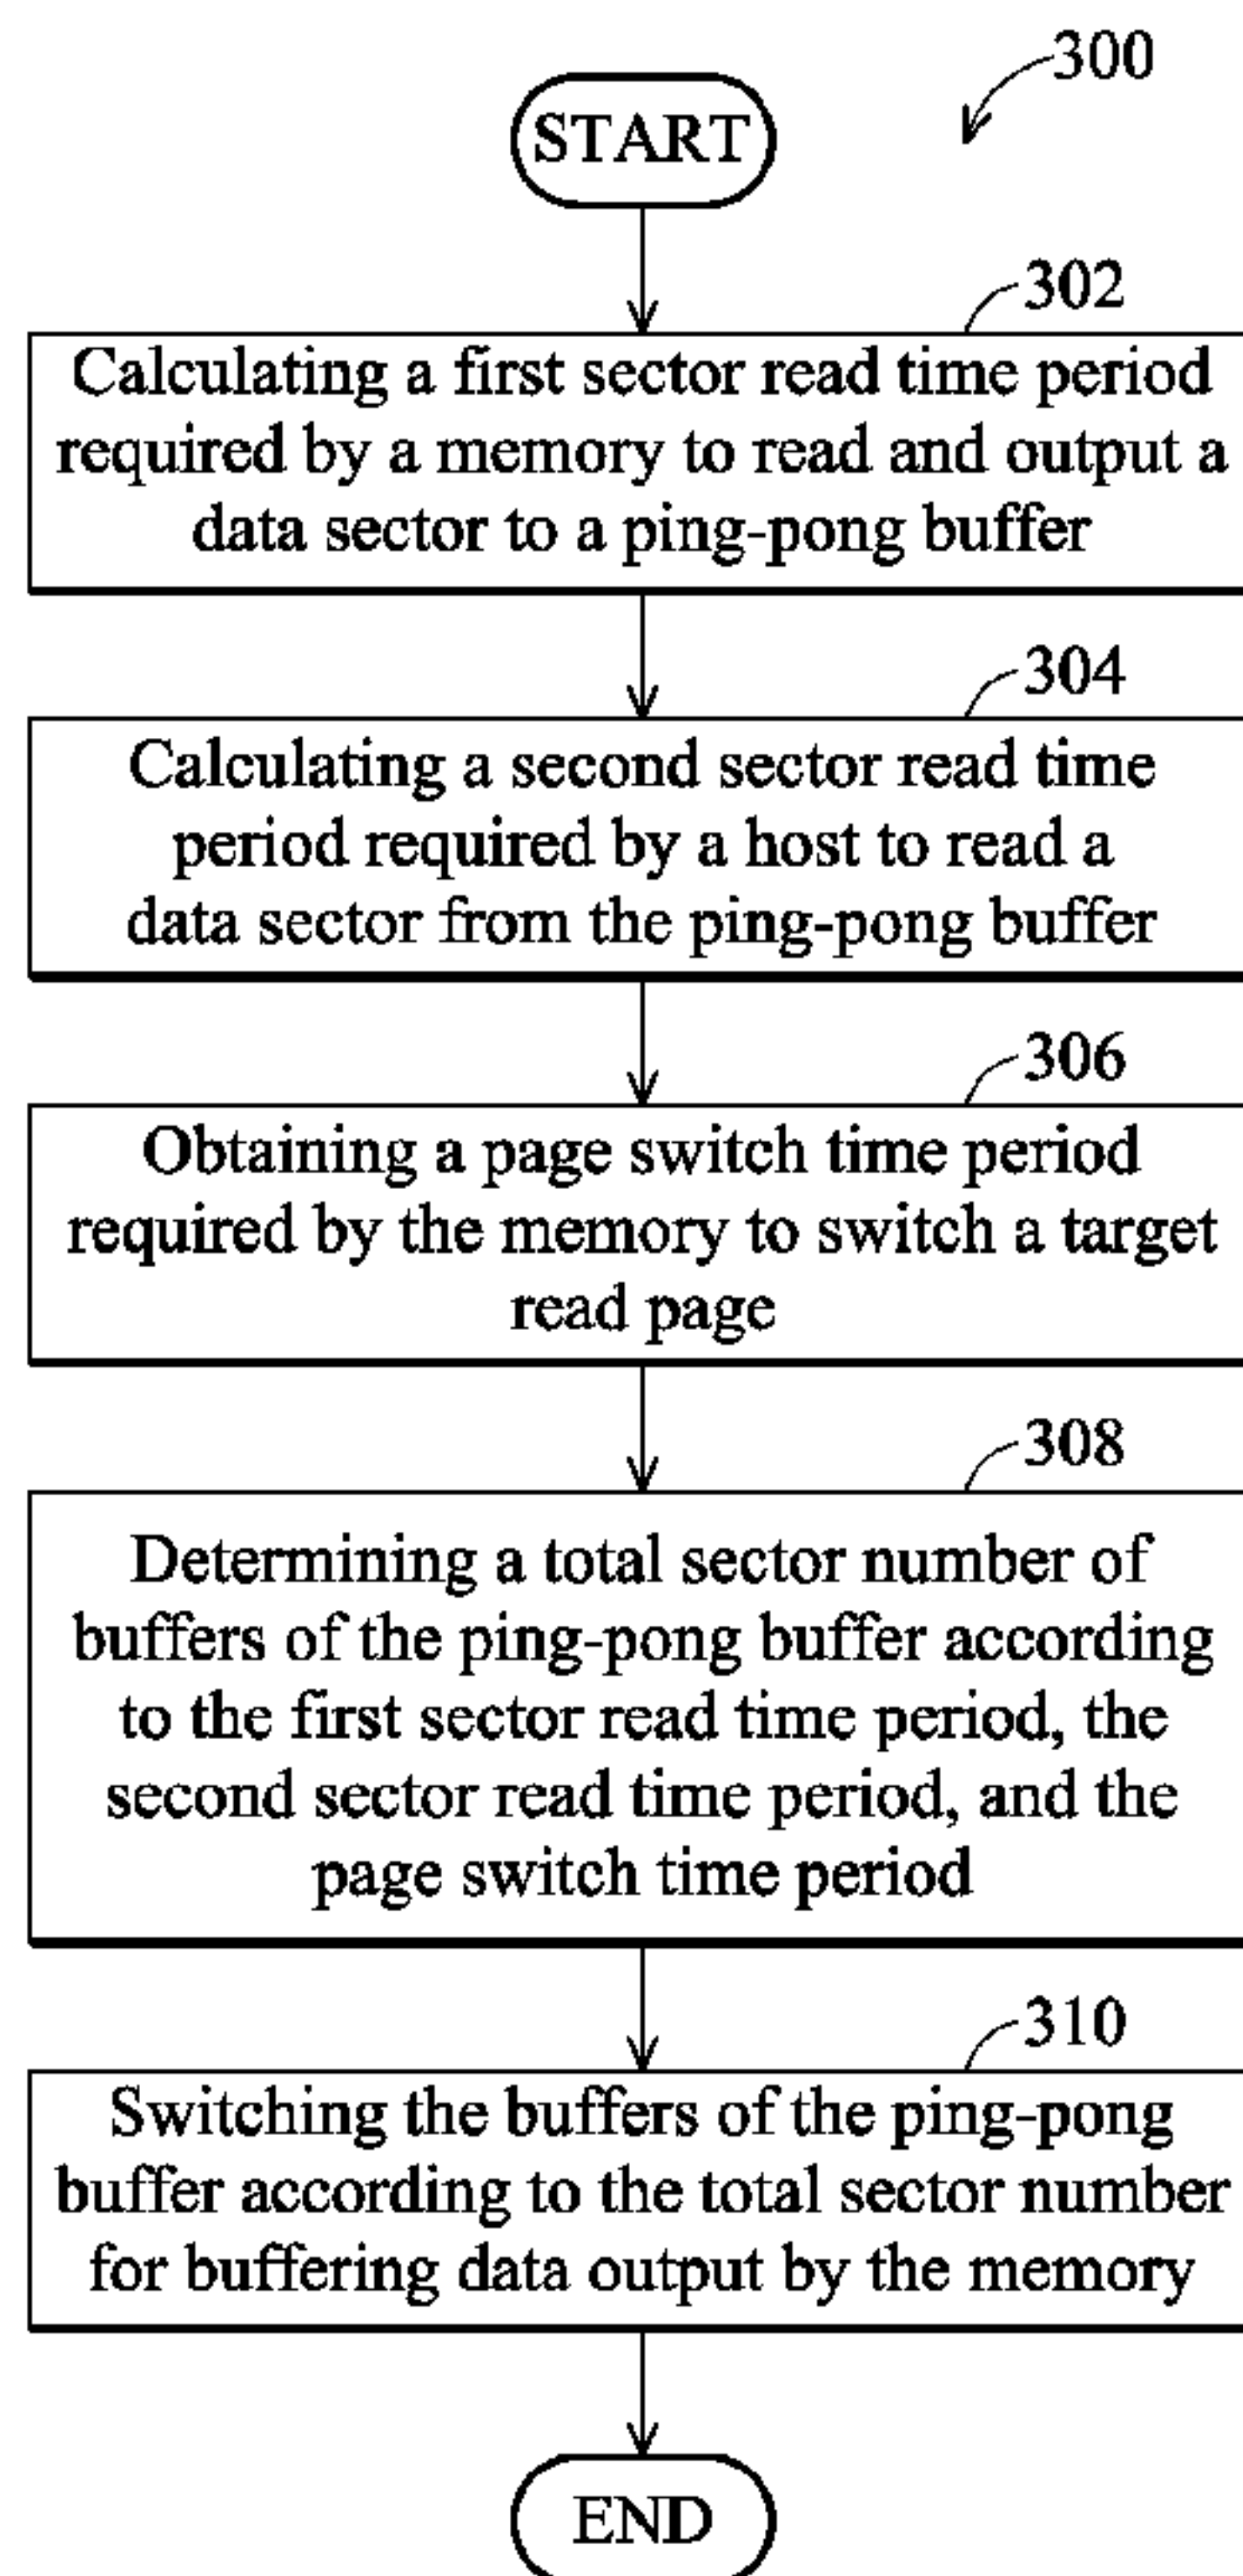 300
START
302
Calculating a first sector read time period
required by a memory to read and output a
data sector to a ping-pong buffer
304
Calculating a second sector read time
period required by a host to read a
data sector from the ping-pong buffer
306
Obtaining a page switch time period
required by the memory to switch a target
read page
308
Determining a total sector number of
buffers of the ping-pong buffer according
to the first sector read time period, the
second sector read time period, and the
page switch time period
310
Switching the buffers of the ping-pong
buffer according to the total sector number
for buffering data output by the memory
END